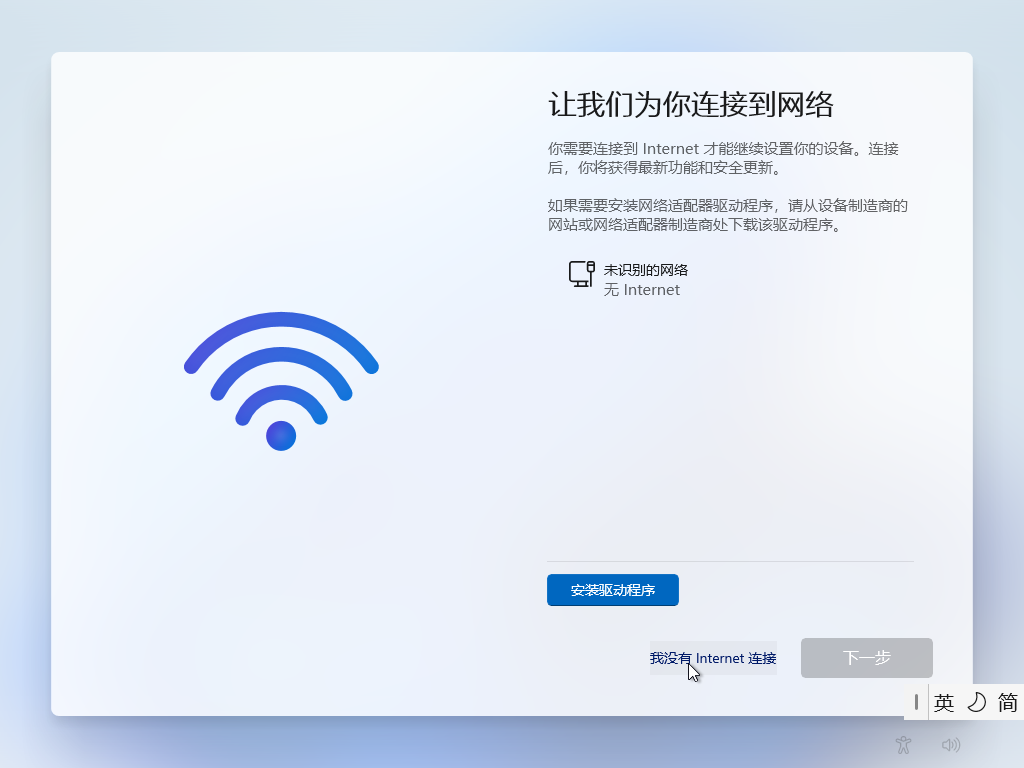 让我们为你连接到网络
你需要连接到 Internet 才能继续设置你的设备。连接
后，你将获得最新功能和安全更新。
如果需要安装网络适配器驱动程序，请从设备制造商的
网站或网络适配器制造商处下载该驱动程序。
未识别的网络
无 Internet
安装驱动程序
我没有 Internet 连接
下一步
英 简